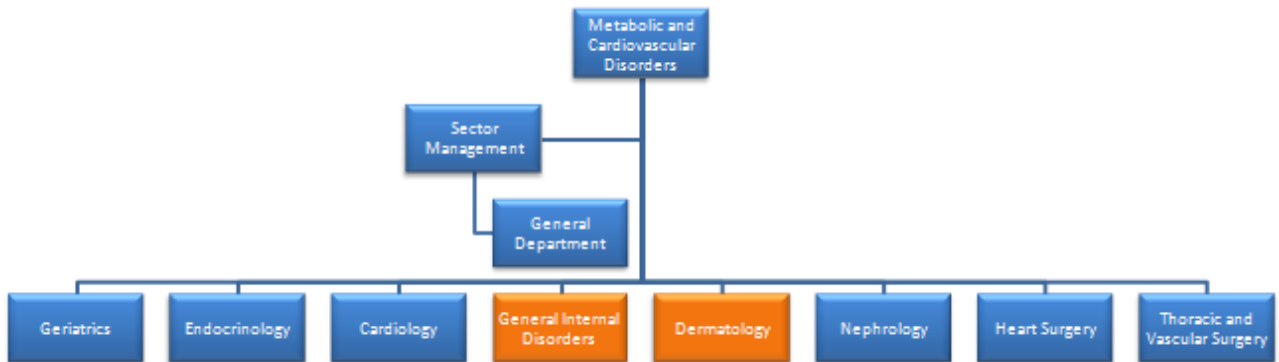 Metabolic and
Cardiovascular
Disorders
Sector
Management
General
Department
Geriatrics
Endocrinology
Cardiology
General Internal
Disorders
Dermatology
Nephrology
Heart Surgery
Thoracic and
Vascular Surgery